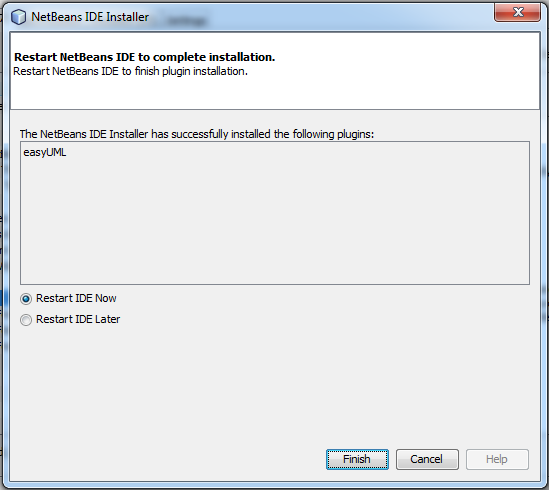 NetBeans IDE Installer
Restart NetBeans IDE to complete installation.
Restart NetBeans IDE to finish plugin installation.
The NetBeans IDE Installer has successfully installed the following plugins:
easyUML
Restart IDE Now
Restart IDE Later
Finish Cancel Help